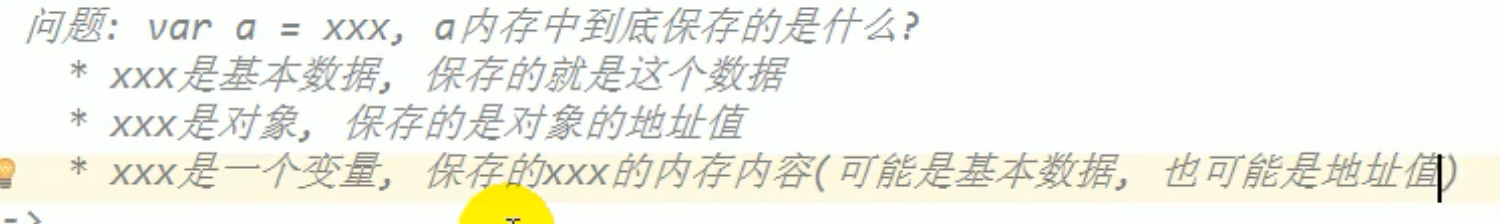 问题: var a = xxx, a内存中到底保存的是什么?
* xxx是基本数据, 保存的就是这个数据
* xxx是对象, 保存的是对象的地址值
* xxx是一个变量, 保存的xxx的内存内容(可能是基本数据, 也可能是地址值)
-->